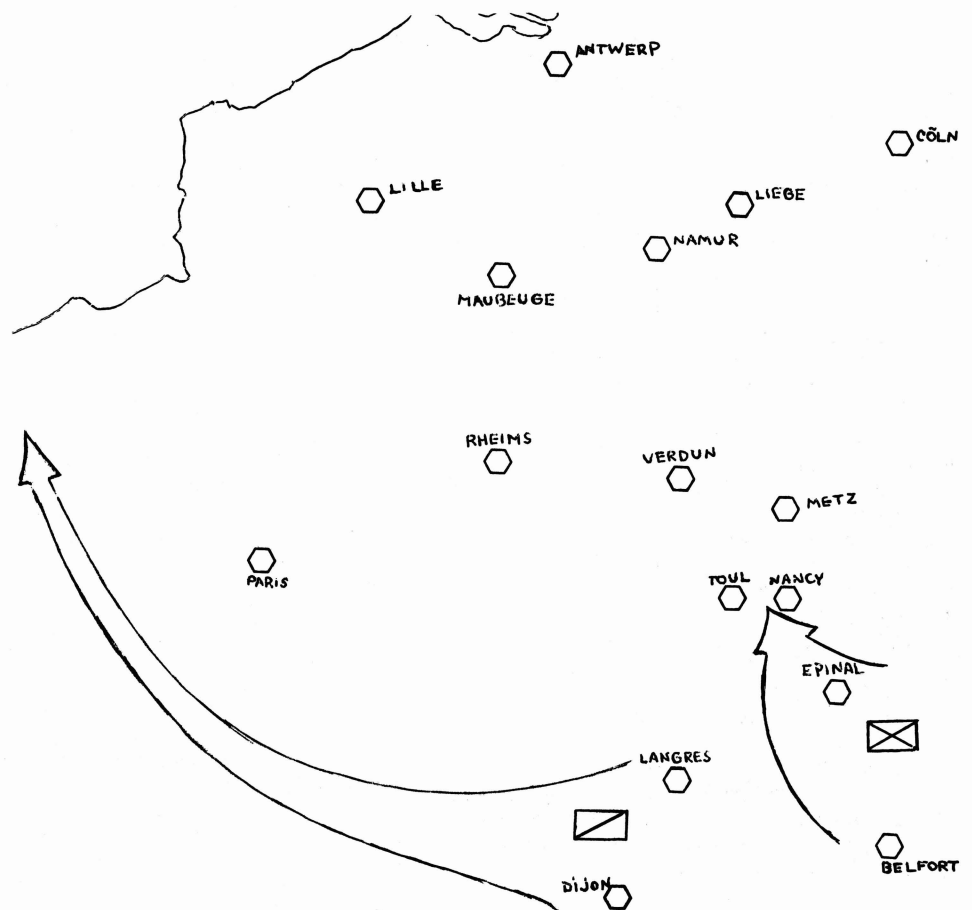 ANTWERP
CÖLN
LILLE
LIEGE
NAMUR
MAUBEUGE
RHEIMS
VERDUN
METZ
PARIS
TOUL
NANCY
EPINAL
LANGRES
DIJON
BELFORT